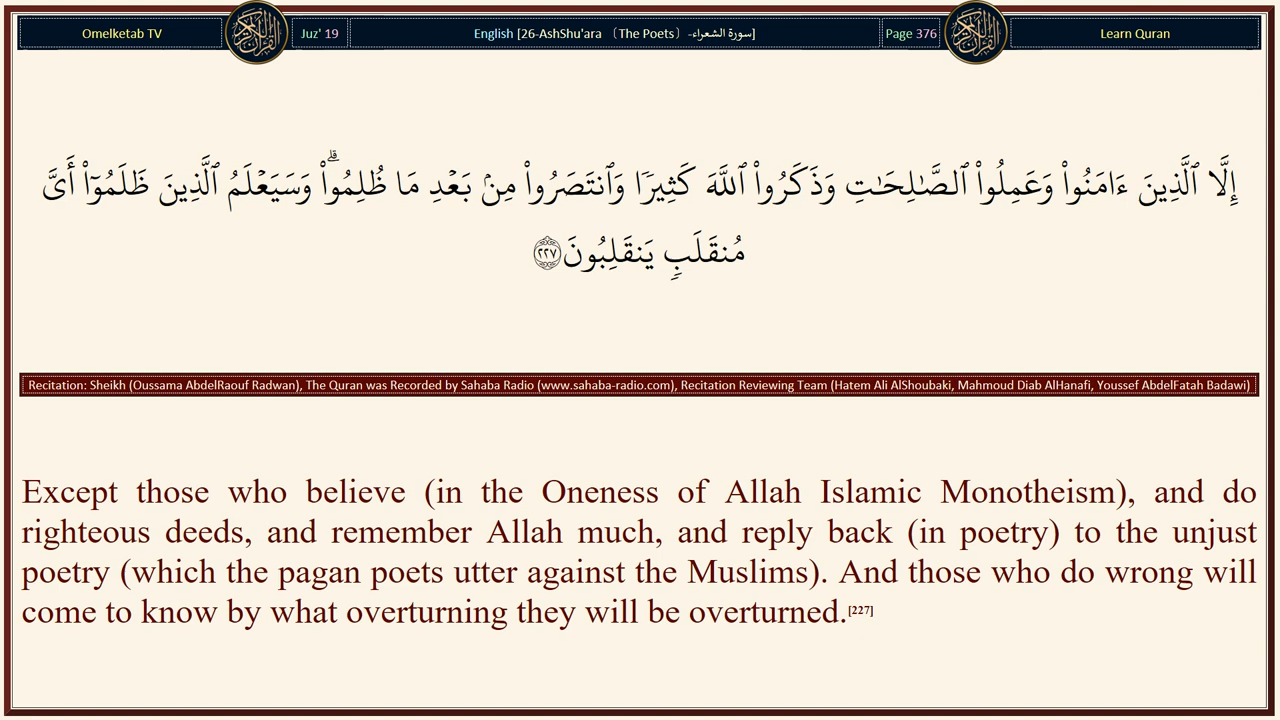 Omelketab TV
Juz' 19
English [26-AshShu'ara 〔The Poets〕 -سورة الشعراء]
Page 376
Learn Quran
إِلَّا ٱلَّذِينَ ءَامَنُوا۟ وَعَمِلُوا۟ ٱلصَّـٰلِحَـٰتِ وَذَكَرُوا۟ ٱللَّهَ كَثِيرًۭا وَٱنتَصَرُوا۟ مِنۢ بَعْدِ مَا ظُلِمُوا۟ ۗ وَسَيَعْلَمُ ٱلَّذِينَ ظَلَمُوٓا۟ أَىَّ
مُنقَلَبٍۢ يَنقَلِبُونَ ٢٢٧
Recitation: Sheikh (Oussama AbdelRaouf Radwan), The Quran was Recorded by Sahaba Radio (www.sahaba-radio.com), Recitation Reviewing Team (Hatem Ali AlShoubaki, Mahmoud Diab AlHanafi, Youssef AbdelFatah Badawi)
Except those who believe (in the Oneness of Allah Islamic Monotheism), and do
righteous deeds, and remember Allah much, and reply back (in poetry) to the unjust
poetry (which the pagan poets utter against the Muslims). And those who do wrong will
come to know by what overturning they will be overturned.[227]